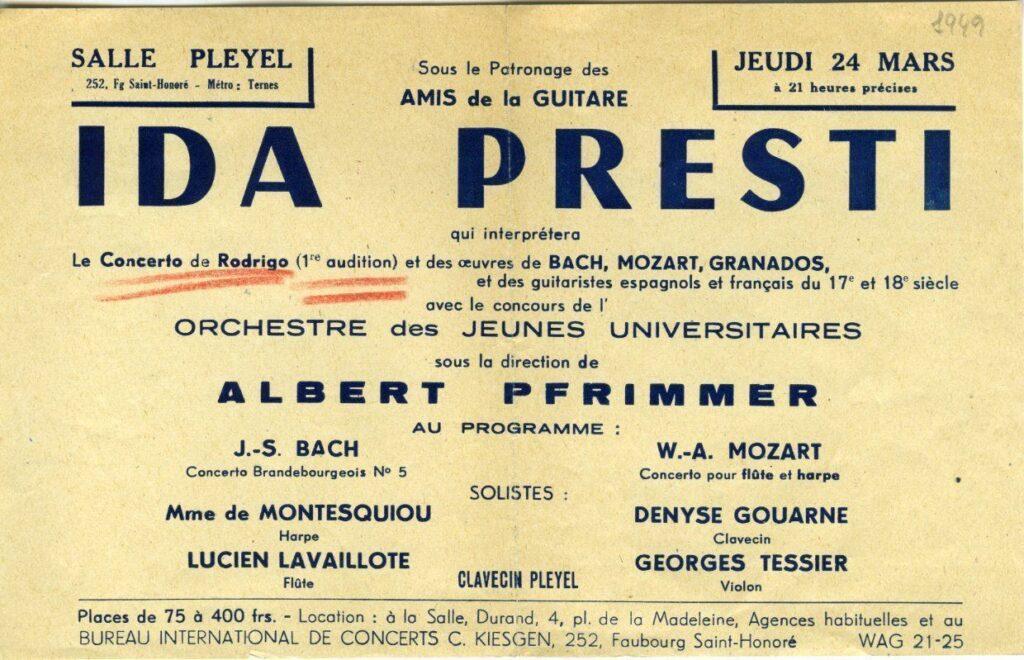 1949
SALLE PLEYEL
252, Fg Saint-Honoré - Métro : Ternes
Sous le Patronage des
AMIS de la GUITARE
JEUDI 24 MARS
à 21 heures précises
IDA PRESTI
qui interprétera
Le Concerto de Rodrigo (1re audition) et des œuvres de BACH, MOZART, GRANADOS,
et des guitaristes espagnols et français du 17e et 18e siècle
avec le concours de l'
ORCHESTRE des JEUNES UNIVERSITAIRES
sous la direction de
ALBERT PFRIMMER
AU PROGRAMME :
J.-S. BACH
Concerto Brandebourgeois No 5
W.-A. MOZART
Concerto pour flûte et harpe
SOLISTES :
Mme de MONTESQUIOU
Harpe
LUCIEN LAVAILLOTE
Flûte
DENYSE GOUARNE
Clavecin
GEORGES TESSIER
Violon
CLAVECIN PLEYEL
Places de 75 à 400 frs. - Location : à la Salle, Durand, 4, pl. de la Madeleine, Agences habituelles et au
BUREAU INTERNATIONAL DE CONCERTS C. KIESGEN, 252, Faubourg Saint-Honoré WAG 21-25